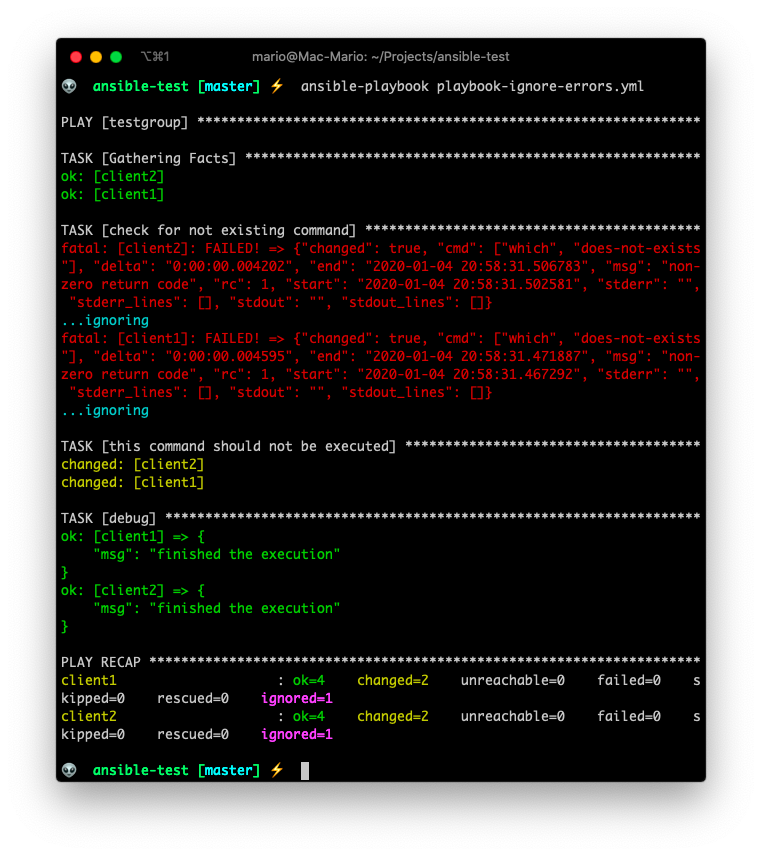 ⌥⌘1 mario@Mac-Mario: ~/Projects/ansible-test
👽 ansible-test [master] ⚡ ansible-playbook playbook-ignore-errors.yml
PLAY [testgroup] ***************************************************************
TASK [Gathering Facts] *********************************************************
ok: [client2]
ok: [client1]
TASK [check for not existing command] ******************************************
fatal: [client2]: FAILED! => {"changed": true, "cmd": ["which", "does-not-exists
"], "delta": "0:00:00.004202", "end": "2020-01-04 20:58:31.506783", "msg": "non-
zero return code", "rc": 1, "start": "2020-01-04 20:58:31.502581", "stderr": "",
 "stderr_lines": [], "stdout": "", "stdout_lines": []}
...ignoring
fatal: [client1]: FAILED! => {"changed": true, "cmd": ["which", "does-not-exists
"], "delta": "0:00:00.004595", "end": "2020-01-04 20:58:31.471887", "msg": "non-
zero return code", "rc": 1, "start": "2020-01-04 20:58:31.467292", "stderr": "",
 "stderr_lines": [], "stdout": "", "stdout_lines": []}
...ignoring
TASK [this command should not be executed] *************************************
changed: [client2]
changed: [client1]
TASK [debug] *******************************************************************
ok: [client1] => {
    "msg": "finished the execution"
}
ok: [client2] => {
    "msg": "finished the execution"
}
PLAY RECAP *********************************************************************
client1                    : ok=4    changed=2    unreachable=0    failed=0    s
kipped=0    rescued=0    ignored=1
client2                    : ok=4    changed=2    unreachable=0    failed=0    s
kipped=0    rescued=0    ignored=1
👽 ansible-test [master] ⚡